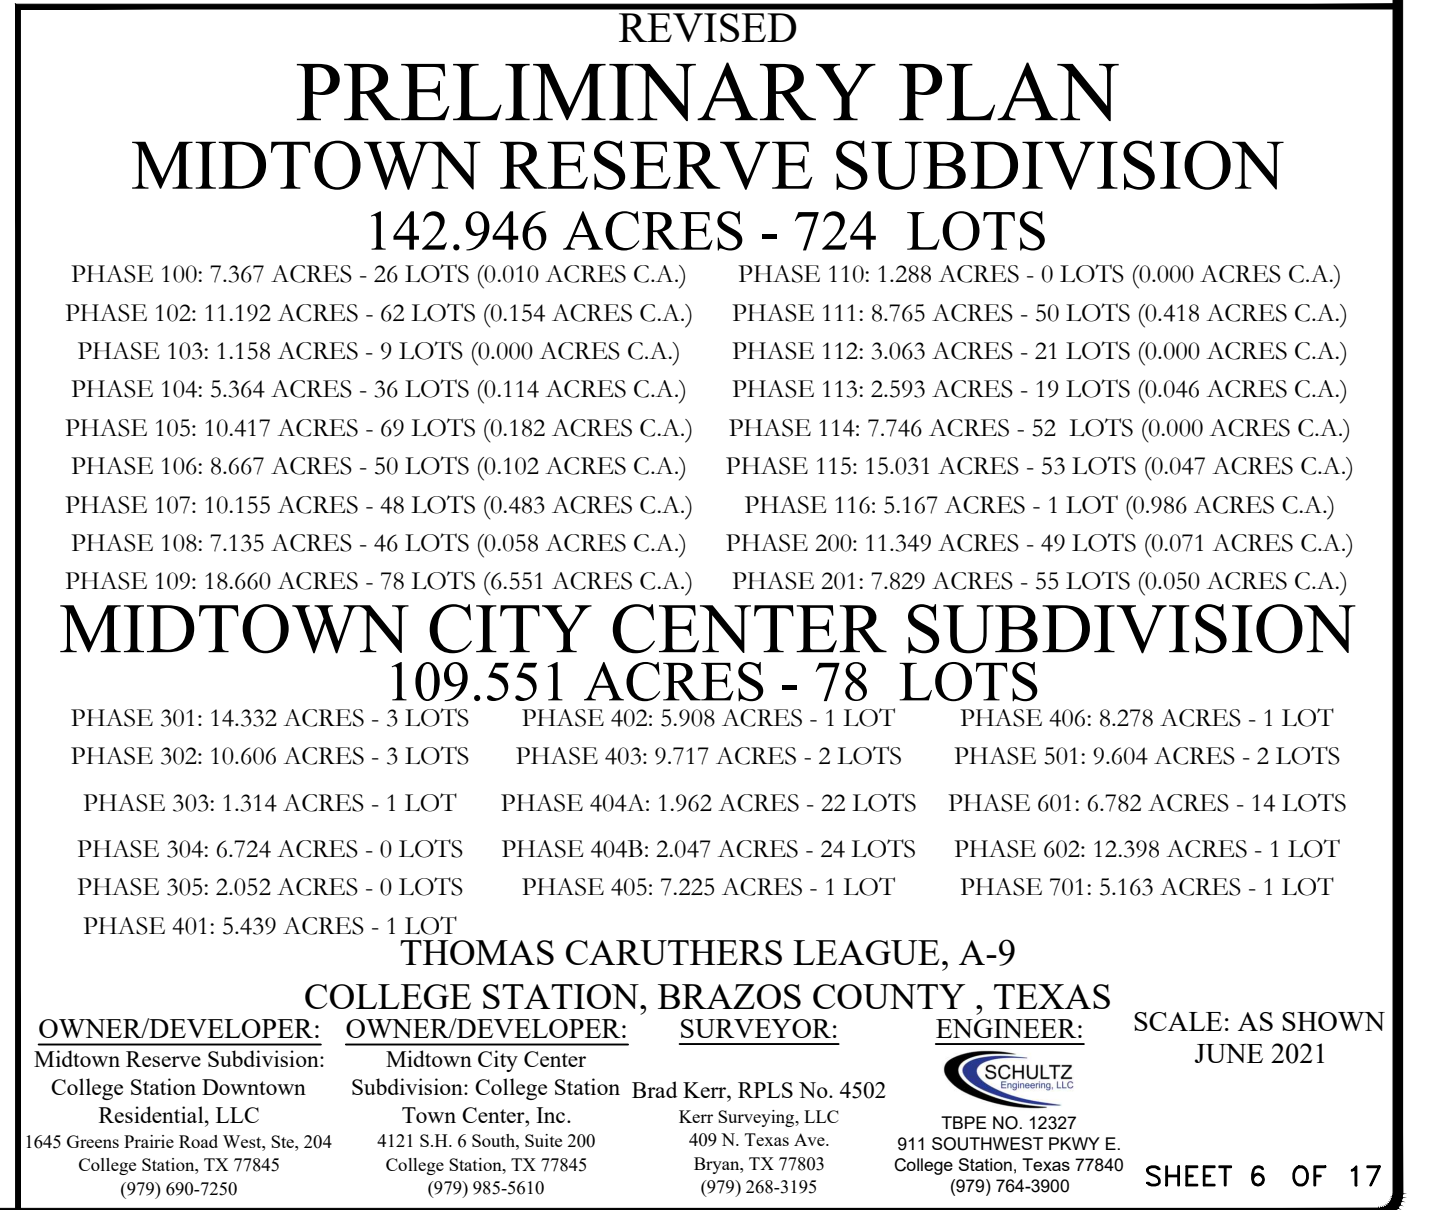 REVISED
PRELIMINARY PLAN
MIDTOWN RESERVE SUBDIVISION
142.946 ACRES - 724 LOTS
PHASE 100: 7.367 ACRES - 26 LOTS (0.010 ACRES C.A.)
PHASE 102: 11.192 ACRES - 62 LOTS (0.154 ACRES C.A.)
PHASE 103: 1.158 ACRES - 9 LOTS (0.000 ACRES C.A.)
PHASE 104: 5.364 ACRES - 36 LOTS (0.114 ACRES C.A.)
PHASE 105: 10.417 ACRES - 69 LOTS (0.182 ACRES C.A.)
PHASE 106: 8.667 ACRES - 50 LOTS (0.102 ACRES C.A.)
PHASE 107: 10.155 ACRES - 48 LOTS (0.483 ACRES C.A.)
PHASE 108: 7.135 ACRES - 46 LOTS (0.058 ACRES C.A.)
PHASE 109: 18.660 ACRES - 78 LOTS (6.551 ACRES C.A.)
PHASE 110: 1.288 ACRES - 0 LOTS (0.000 ACRES C.A.)
PHASE 111: 8.765 ACRES - 50 LOTS (0.418 ACRES C.A.)
PHASE 112: 3.063 ACRES - 21 LOTS (0.000 ACRES C.A.)
PHASE 113: 2.593 ACRES - 19 LOTS (0.046 ACRES C.A.)
PHASE 114: 7.746 ACRES - 52 LOTS (0.000 ACRES C.A.)
PHASE 115: 15.031 ACRES - 53 LOTS (0.047 ACRES C.A.)
PHASE 116: 5.167 ACRES - 1 LOT (0.986 ACRES C.A.)
PHASE 200: 11.349 ACRES - 49 LOTS (0.071 ACRES C.A.)
PHASE 201: 7.829 ACRES - 55 LOTS (0.050 ACRES C.A.)
MIDTOWN CITY CENTER SUBDIVISION
109.551 ACRES - 78 LOTS
PHASE 301: 14.332 ACRES - 3 LOTS
PHASE 302: 10.606 ACRES - 3 LOTS
PHASE 303: 1.314 ACRES - 1 LOT
PHASE 304: 6.724 ACRES - 0 LOTS
PHASE 305: 2.052 ACRES - 0 LOTS
PHASE 401: 5.439 ACRES - 1 LOT
PHASE 402: 5.908 ACRES - 1 LOT
PHASE 403: 9.717 ACRES - 2 LOTS
PHASE 404A: 1.962 ACRES - 22 LOTS
PHASE 404B: 2.047 ACRES - 24 LOTS
PHASE 405: 7.225 ACRES - 1 LOT
PHASE 406: 8.278 ACRES - 1 LOT
PHASE 501: 9.604 ACRES - 2 LOTS
PHASE 601: 6.782 ACRES - 14 LOTS
PHASE 602: 12.398 ACRES - 1 LOT
PHASE 701: 5.163 ACRES - 1 LOT
THOMAS CARUTHERS LEAGUE, A-9
COLLEGE STATION, BRAZOS COUNTY , TEXAS
OWNER/DEVELOPER:
Midtown Reserve Subdivision:
College Station Downtown
Residential, LLC
1645 Greens Prairie Road West, Ste, 204
College Station, TX 77845
(979) 690-7250
OWNER/DEVELOPER:
Midtown City Center
Subdivision: College Station
Town Center, Inc.
4121 S.H. 6 South, Suite 200
College Station, TX 77845
(979) 985-5610
SURVEYOR:
Brad Kerr, RPLS No. 4502
Kerr Surveying, LLC
409 N. Texas Ave.
Bryan, TX 77803
(979) 268-3195
ENGINEER:
SCHULTZ
Engineering, LLC
TBPE NO. 12327
911 SOUTHWEST PKWY E.
College Station, Texas 77840
(979) 764-3900
SCALE: AS SHOWN
JUNE 2021
SHEET 6 OF 17